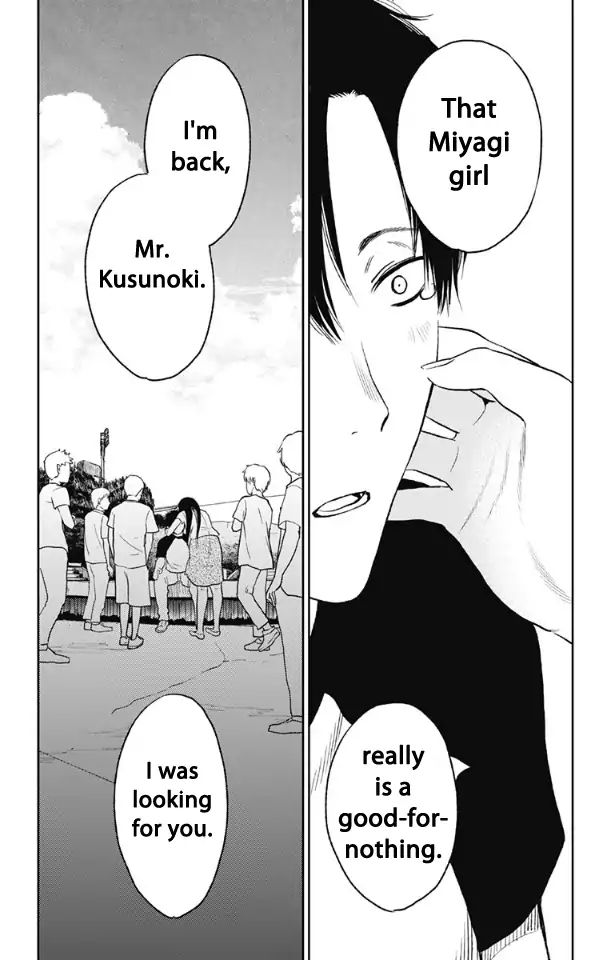 That
Miyagi
girl
really
is a
good-for-
nothing.
I'm
back,
Mr.
Kusunoki.
I was
looking
for you.